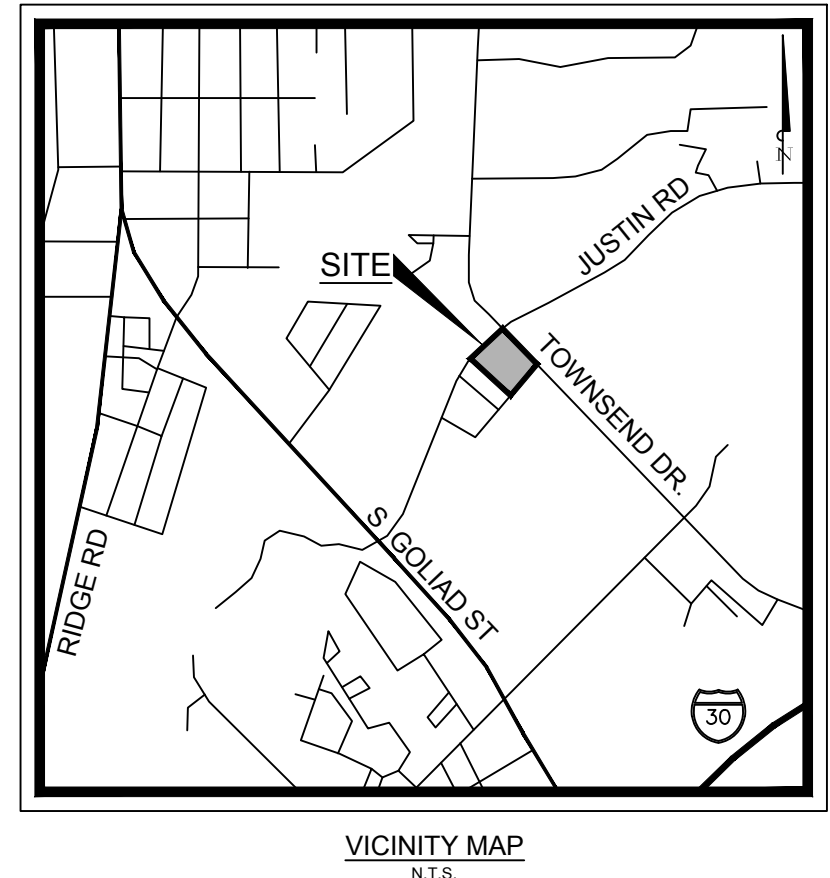 N
JUSTIN RD
SITE
TOWNSEND DR.
S GOLIAD ST
RIDGE RD
30
VICINITY MAP
N.T.S.